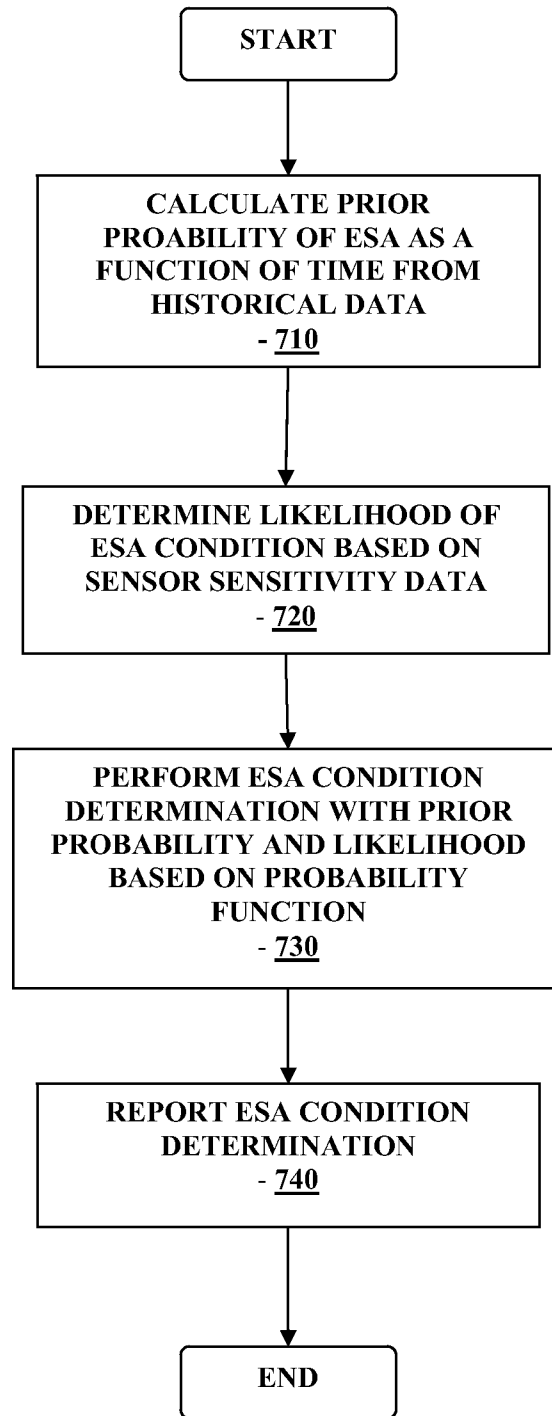 START
CALCULATE PRIOR
PROABILITY OF ESA AS A
FUNCTION OF TIME FROM
HISTORICAL DATA
- 710
DETERMINE LIKELIHOOD OF
ESA CONDITION BASED ON
SENSOR SENSITIVITY DATA
- 720
PERFORM ESA CONDITION
DETERMINATION WITH PRIOR
PROBABILITY AND LIKELIHOOD
BASED ON PROBABILITY
FUNCTION
- 730
REPORT ESA CONDITION
DETERMINATION
- 740
END